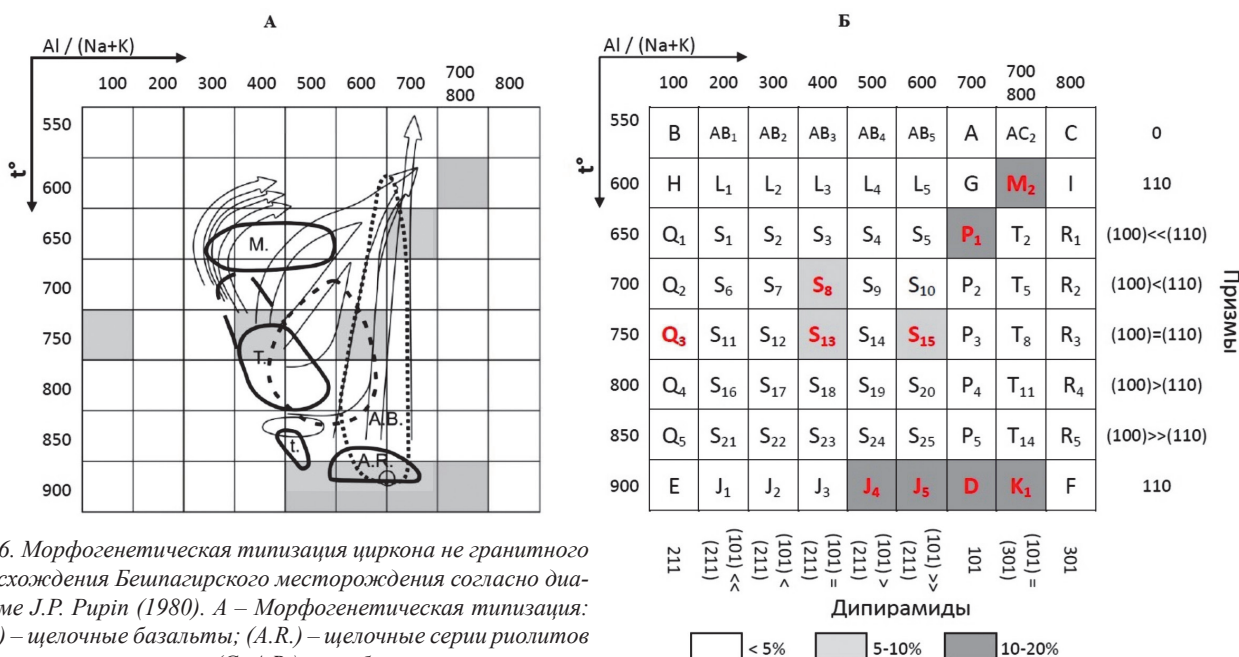 А
Al / (Na+K)
100 200 300 400 500 600 700 700 800 800
t°
550
600
650
700
750
800
850
900
M.
T.
t.
A.B.
A.R.
Б
Al / (Na+K)
100 200 300 400 500 600 700 700 800 800
t°
550 B AB1 AB2 AB3 AB4 AB5 A AC2 C 0
600 H L1 L2 L3 L4 L5 G M2 I 110
650 Q1 S1 S2 S3 S4 S5 P1 T2 R1 (100)<<(110)
700 Q2 S6 S7 S8 S9 S10 P2 T5 R2 (100)<(110)
750 Q3 S11 S12 S13 S14 S15 P3 T8 R3 (100)=(110)
800 Q4 S16 S17 S18 S19 S20 P4 T11 R4 (100)>(110)
850 Q5 S21 S22 S23 S24 S25 P5 T14 R5 (100)>>(110)
900 E J1 J2 J3 J4 J5 D K1 F 110
Призмы
211
(101) <<
(211)
(101) <
(211)
(101) =
(211)
(101) >
(211)
(101) >>
(211)
101
(101) =
(301)
301
Дипирамиды
< 5% 5-10% 10-20%
6. Морфогенетическая типизация циркона не гранитного
схождения Бешпагирского месторождения согласно диа-
ме J.P. Pupin (1980). А – Морфогенетическая типизация:
) – щелочные базальты; (A.R.) – щелочные серии риолитов